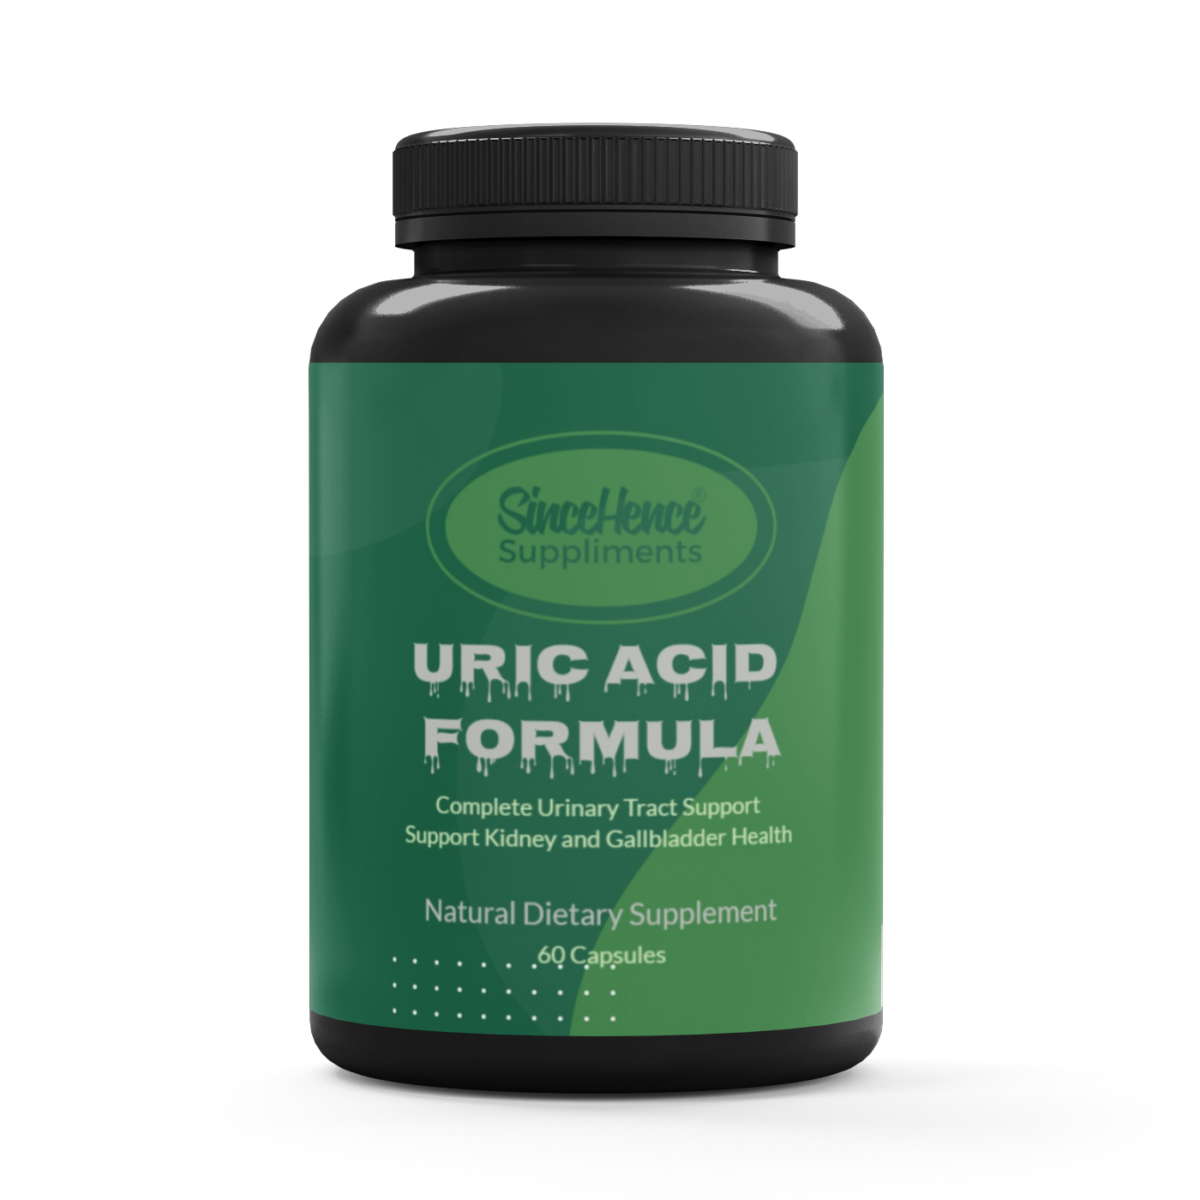 SinceHence®
Suppliments
URIC ACID
FORMULA
Complete Urinary Tract Support
Support Kidney and Gallbladder Health
Natural Dietary Supplement
60 Capsules